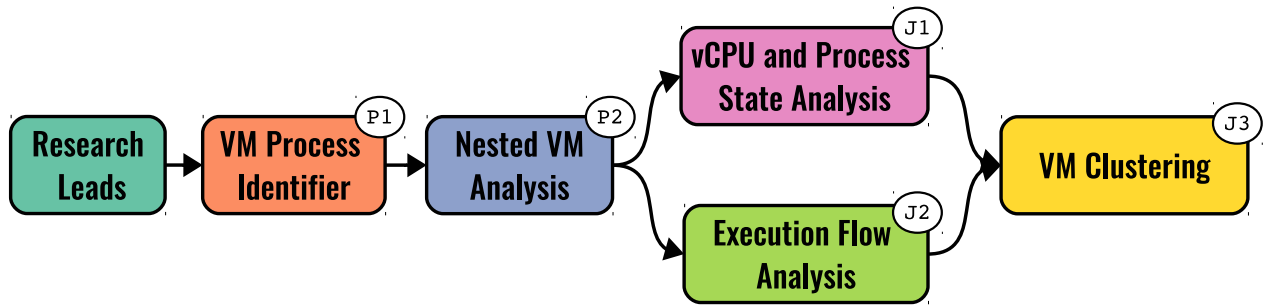 Research
Leads
P1
VM Process
Identifier
P2
Nested VM
Analysis
J1
vCPU and Process
State Analysis
J2
Execution Flow
Analysis
J3
VM Clustering